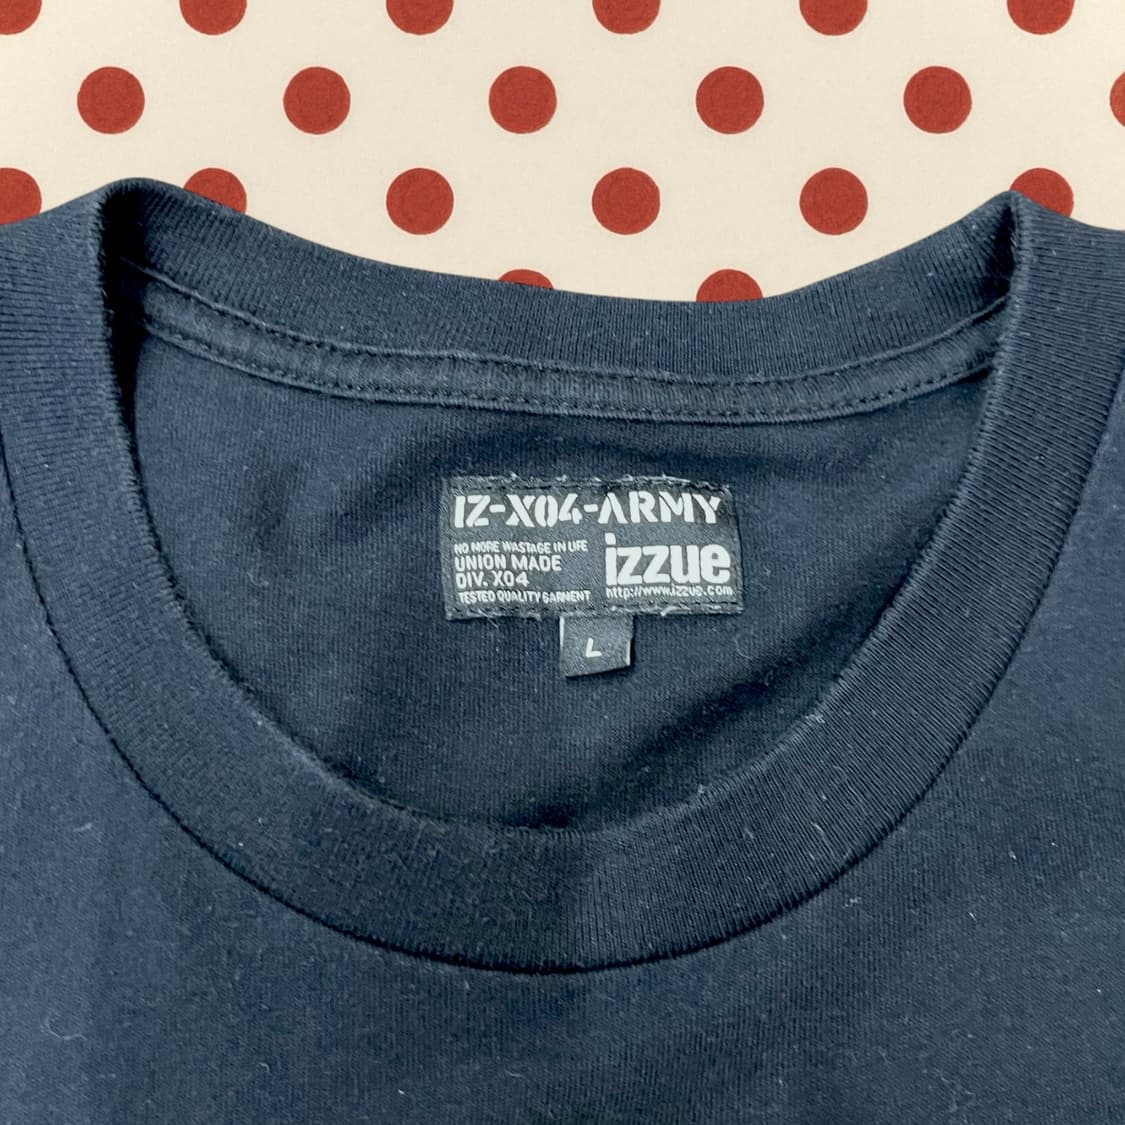 IZ-X04-ARMY
NO MORE WASTAGE IN LIFE
UNION MADE
DIV. X04
TESTED QUALITY GARMENT
izzue
http://www.izzue.com
L